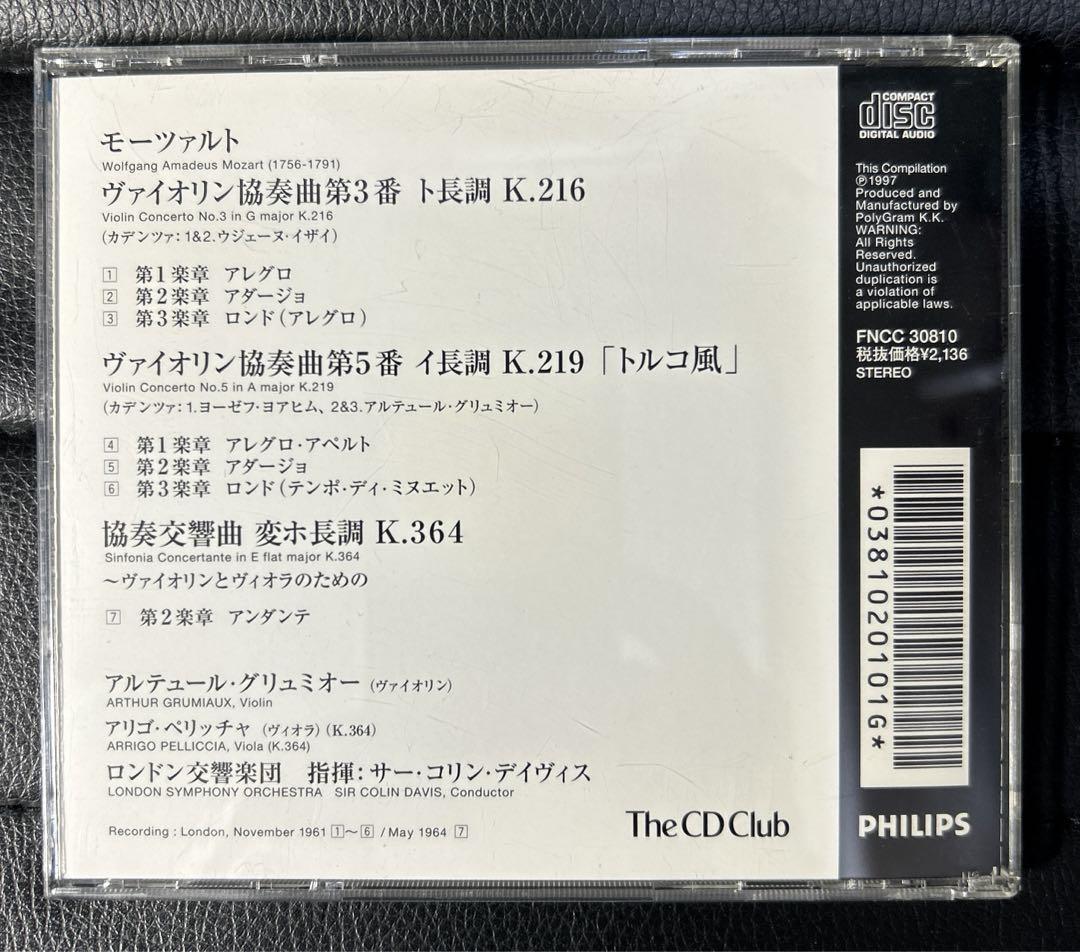 モーツァルト
Wolfgang Amadeus Mozart (1756-1791)
ヴァイオリン協奏曲第3番 ト長調 K.216
Violin Concerto No.3 in G major K.216
(カデンツァ: 1&2.ウジェーヌ・イザイ)
1 第1楽章 アレグロ
2 第2楽章 アダージョ
3 第3楽章 ロンド(アレグロ)
ヴァイオリン協奏曲第5番 イ長調 K.219「トルコ風」
Violin Concerto No.5 in A major K.219
(カデンツァ: 1.ヨーゼフ・ヨアヒム、2&3.アルテュール・グリュミオー)
4 第1楽章 アレグロ・アペルト
5 第2楽章 アダージョ
6 第3楽章 ロンド(テンポ・ディ・ミヌエット)
協奏交響曲 変ホ長調 K.364
Sinfonia Concertante in E flat major K.364
～ヴァイオリンとヴィオラのための
7 第2楽章 アンダンテ
アルテュール・グリュミオー (ヴァイオリン)
ARTHUR GRUMIAUX, Violin
アリゴ・ペリッチャ (ヴィオラ) (K.364)
ARRIGO PELLICCIA, Viola (K.364)
ロンドン交響楽団 指揮: サー・コリン・デイヴィス
LONDON SYMPHONY ORCHESTRA SIR COLIN DAVIS, Conductor
Recording : London, November 1961 1～6 / May 1964 7
The CD Club
COMPACT
disc
DIGITAL AUDIO
This Compilation
℗1997
Produced and
Manufactured by
PolyGram K.K.
WARNING:
All Rights
Reserved.
Unauthorized
duplication is
a violation of
applicable laws.
FNCC 30810
税抜価格¥2,136
STEREO
*0381020101G*
PHILIPS